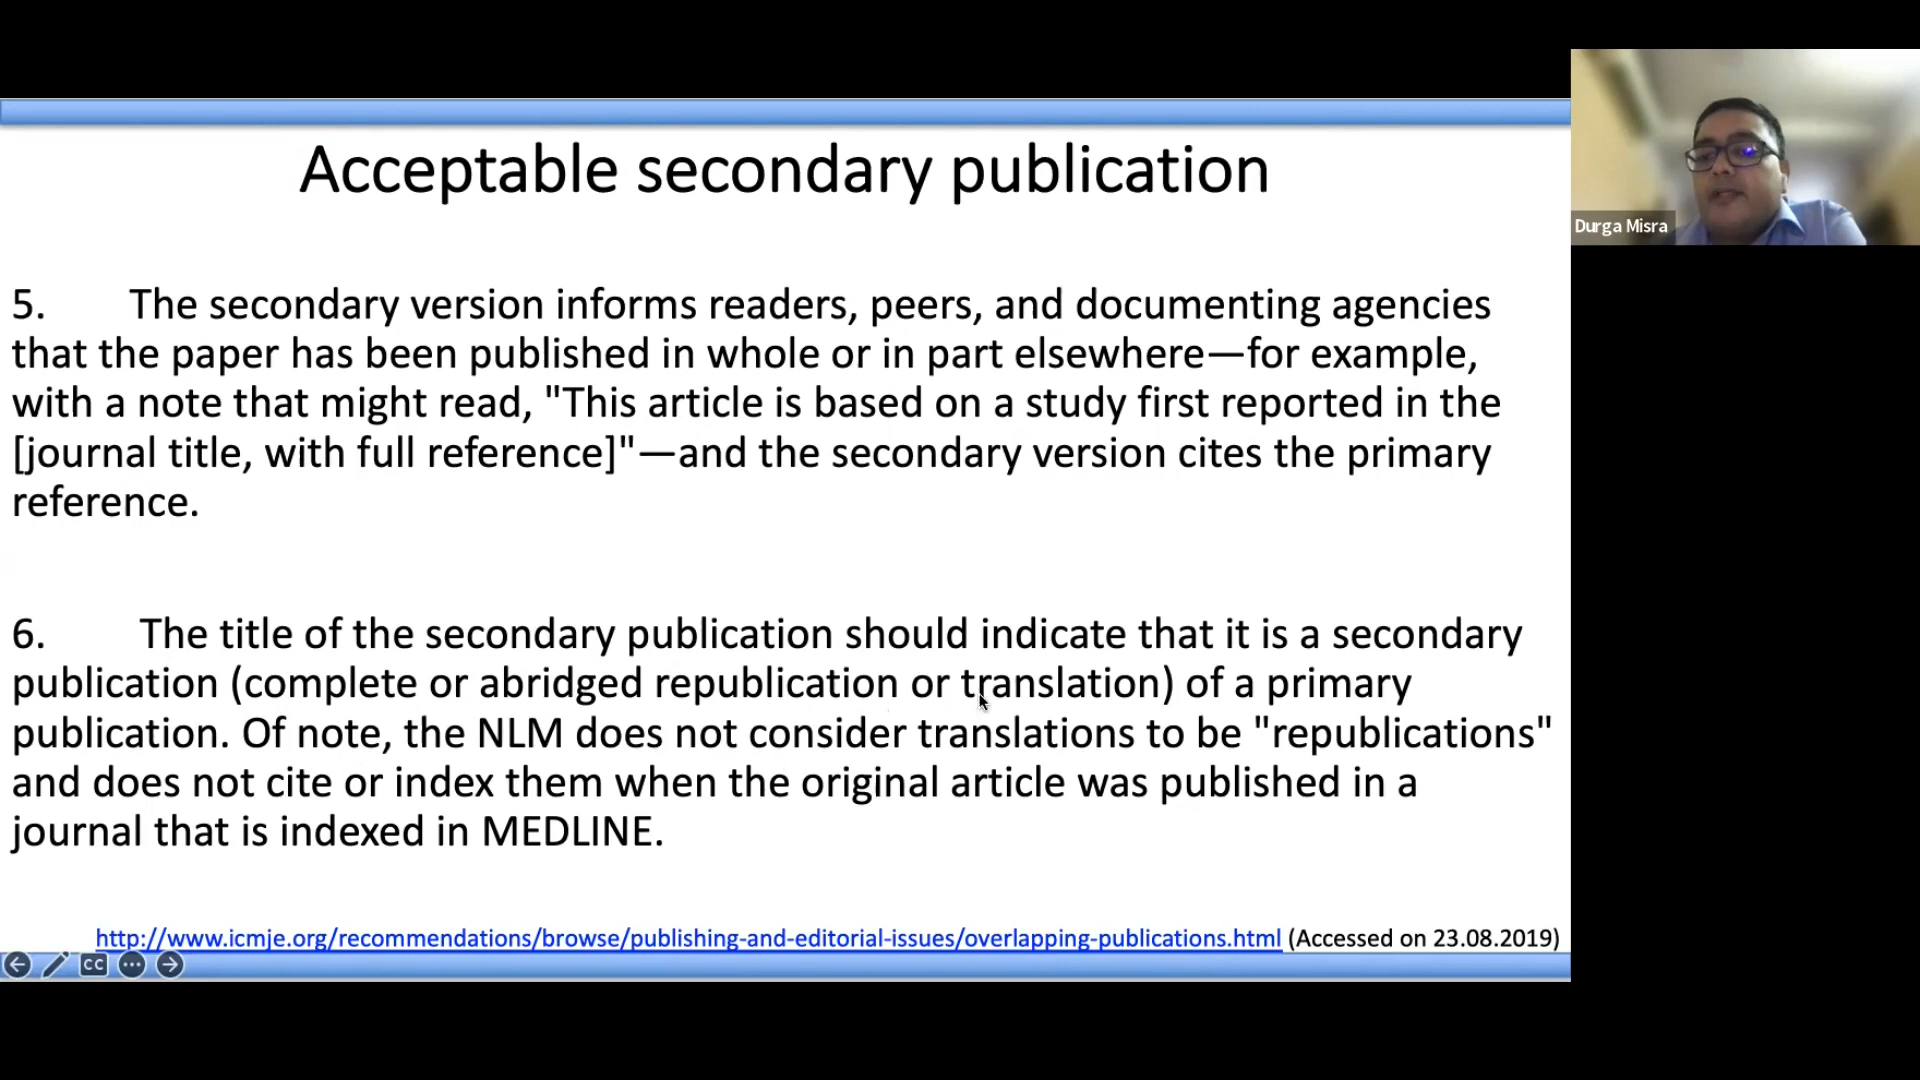 Acceptable secondary publication
5. The secondary version informs readers, peers, and documenting agencies
that the paper has been published in whole or in part elsewhere—for example,
with a note that might read, "This article is based on a study first reported in the
[journal title, with full reference]"—and the secondary version cites the primary
reference.
6. The title of the secondary publication should indicate that it is a secondary
publication (complete or abridged republication or translation) of a primary
publication. Of note, the NLM does not consider translations to be "republications"
and does not cite or index them when the original article was published in a
journal that is indexed in MEDLINE.
http://www.icmje.org/recommendations/browse/publishing-and-editorial-issues/overlapping-publications.html (Accessed on 23.08.2019)
CC
Durga Misra